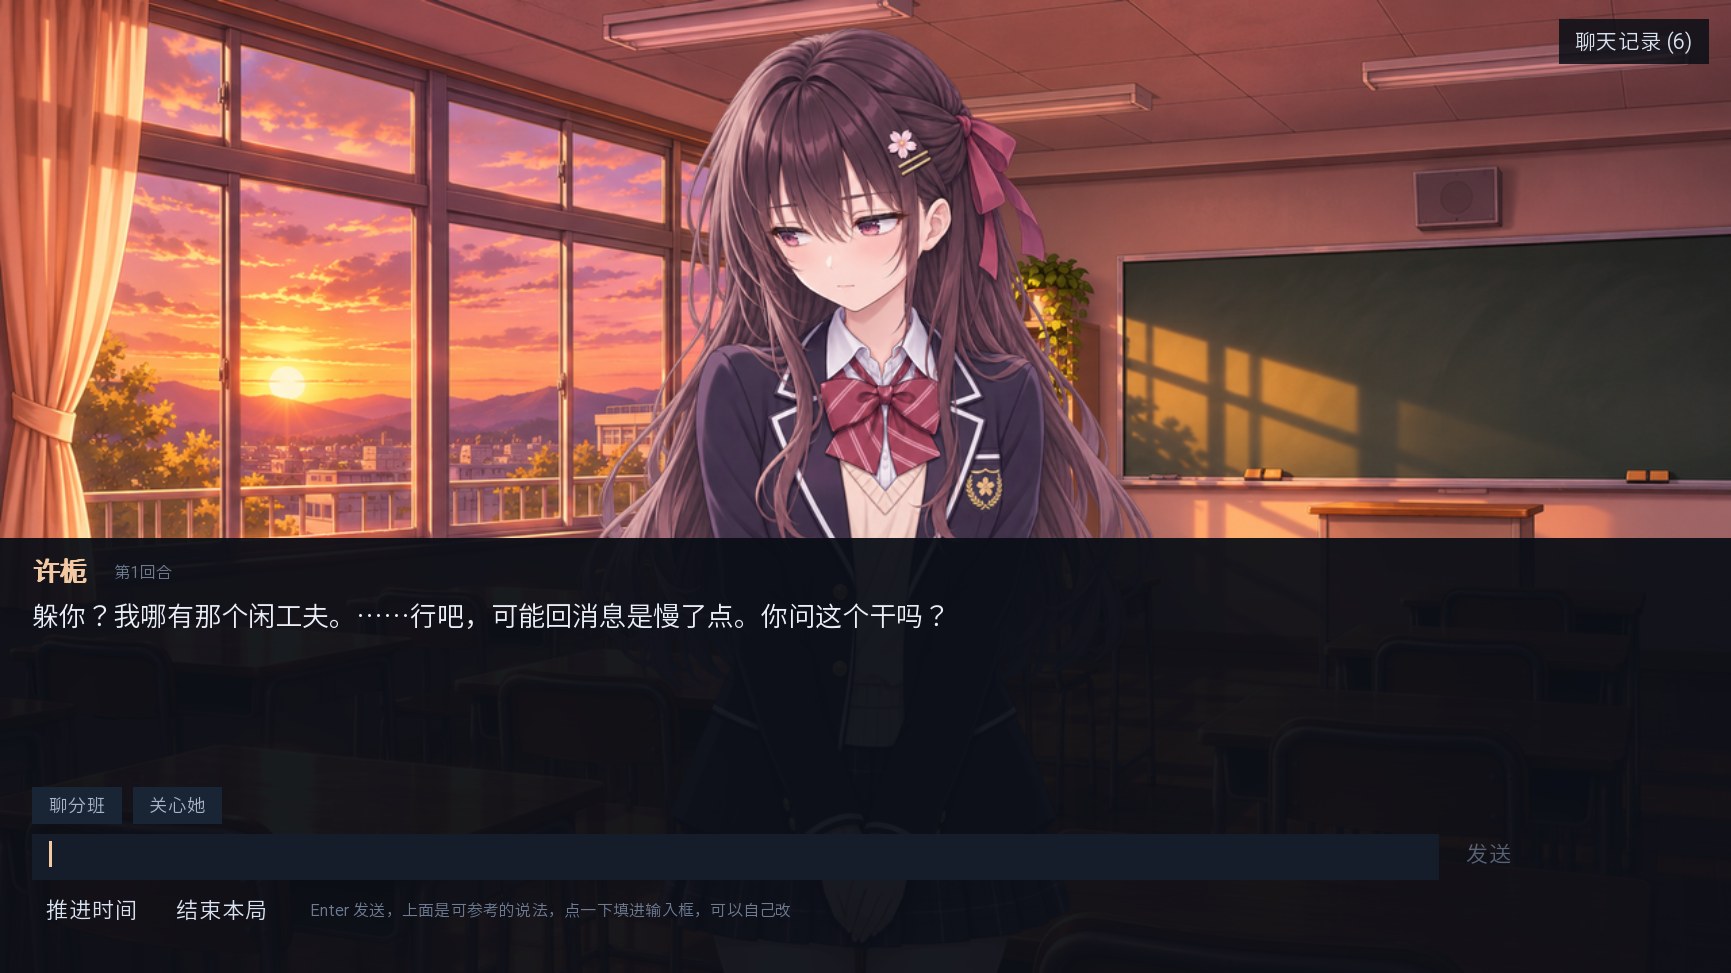 聊天记录 (6)
许栀 第1回合
躲你？我哪有那个闲工夫。……行吧，可能回消息是慢了点。你问这个干吗？
聊分班 关心她
发送
推进时间 结束本局 Enter 发送，上面是可参考的说法，点一下填进输入框，可以自己改